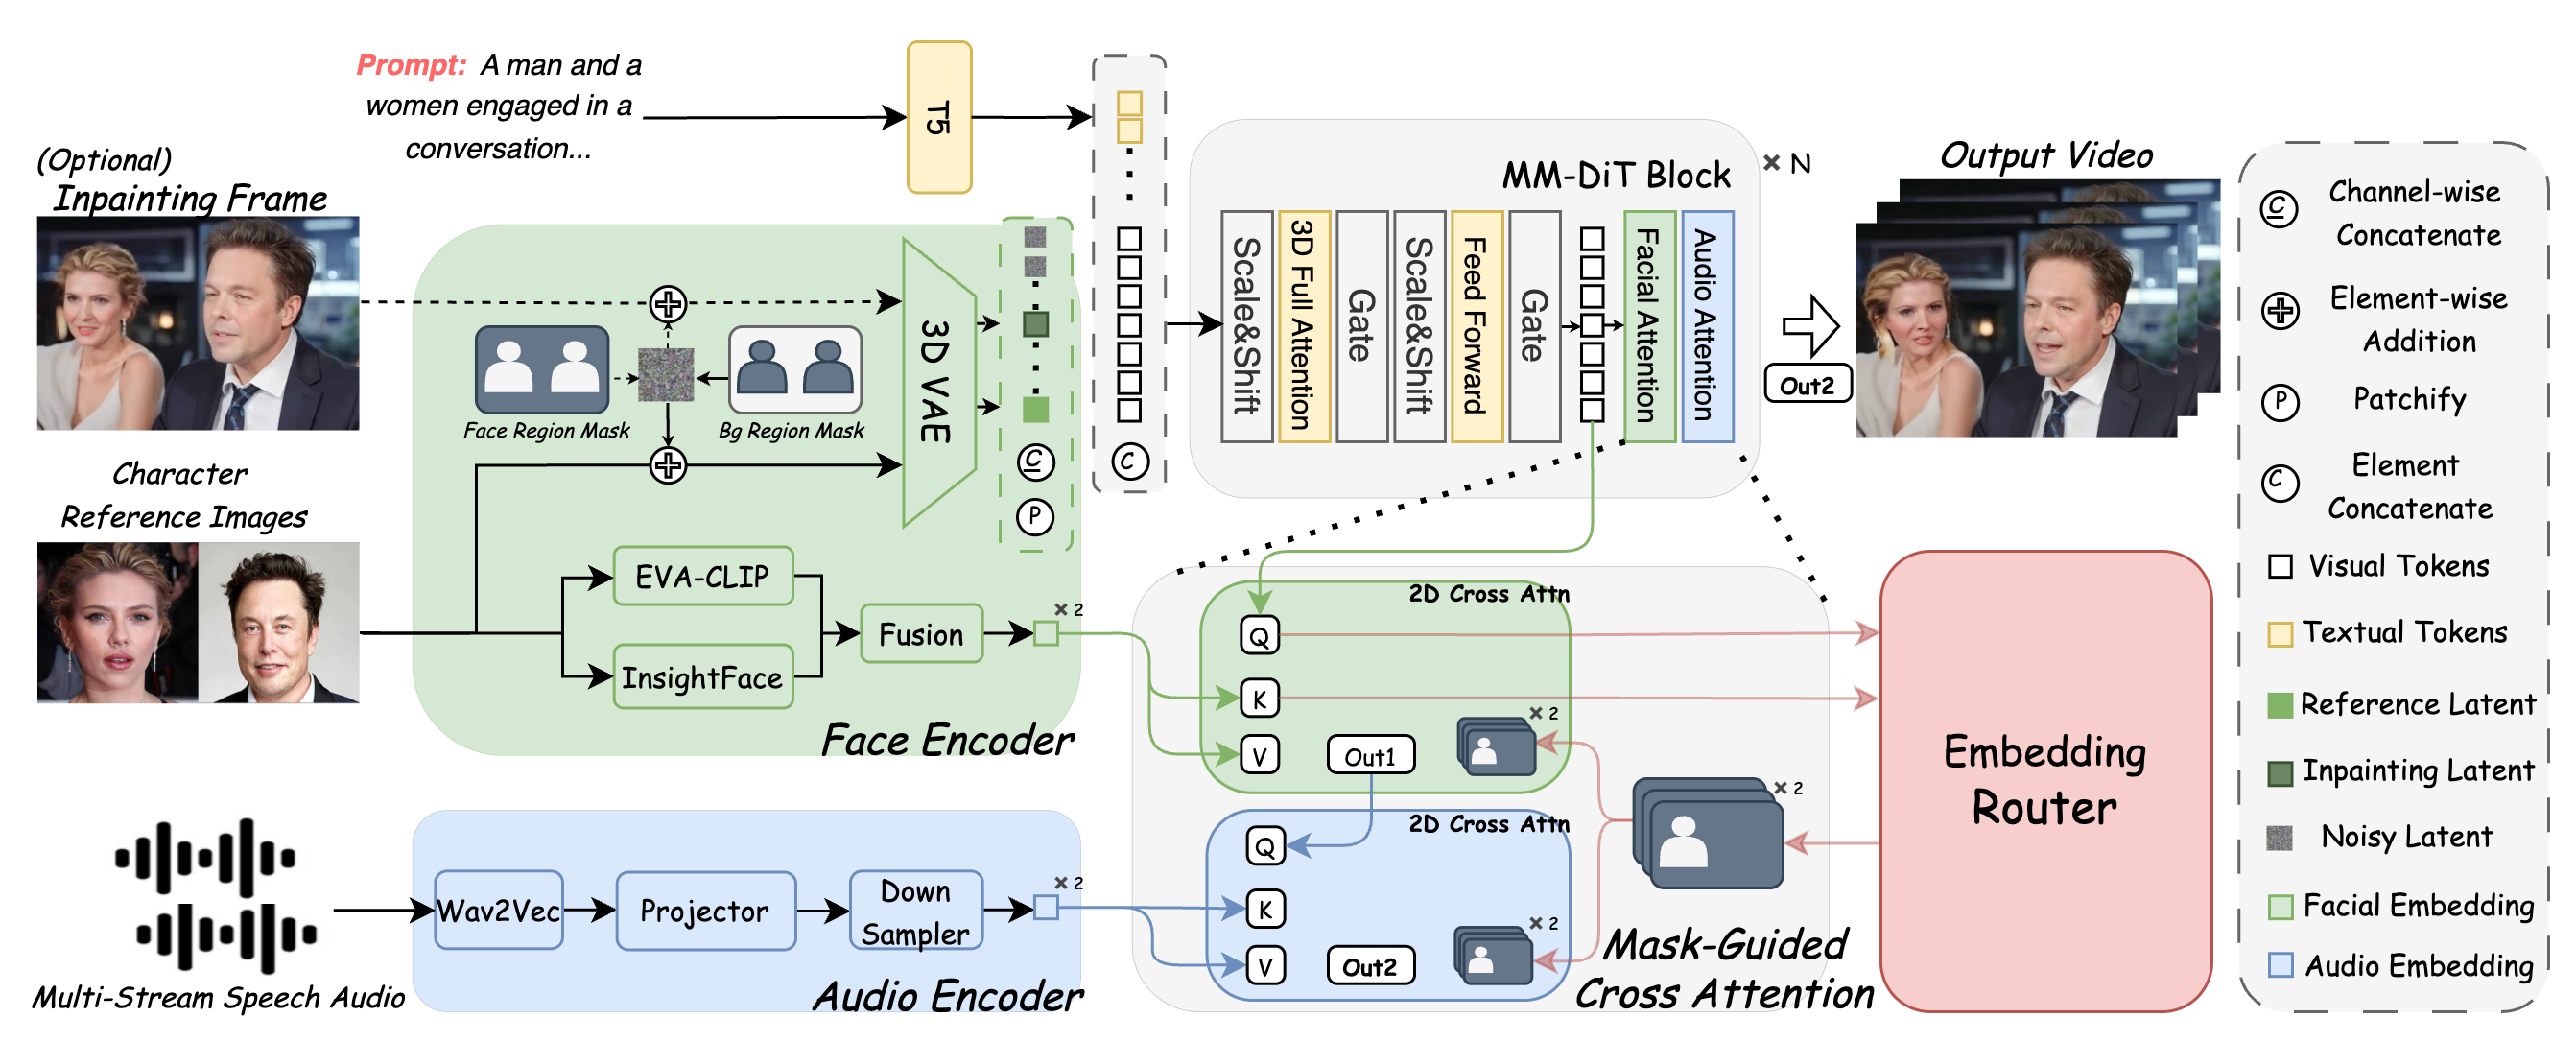 Prompt: A man and a
women engaged in a
conversation...
T5
(Optional)
Inpainting Frame
Face Region Mask
Bg Region Mask
3D VAE
C
P
Character
Reference Images
EVA-CLIP
InsightFace
Fusion
× 2
Face Encoder
Multi-Stream Speech Audio
Wav2Vec
Projector
Down
Sampler
× 2
Audio Encoder
C
MM-DiT Block
× N
Scale&Shift
3D Full Attention
Gate
Scale&Shift
Feed Forward
Gate
Facial Attention
Audio Attention
Out2
Output Video
2D Cross Attn
Q
K
V
Out1
× 2
2D Cross Attn
Q
K
V
Out2
× 2
× 2
Mask-Guided
Cross Attention
Embedding
Router
C
Channel-wise
Concatenate
Element-wise
Addition
P
Patchify
C
Element
Concatenate
Visual Tokens
Textual Tokens
Reference Latent
Inpainting Latent
Noisy Latent
Facial Embedding
Audio Embedding